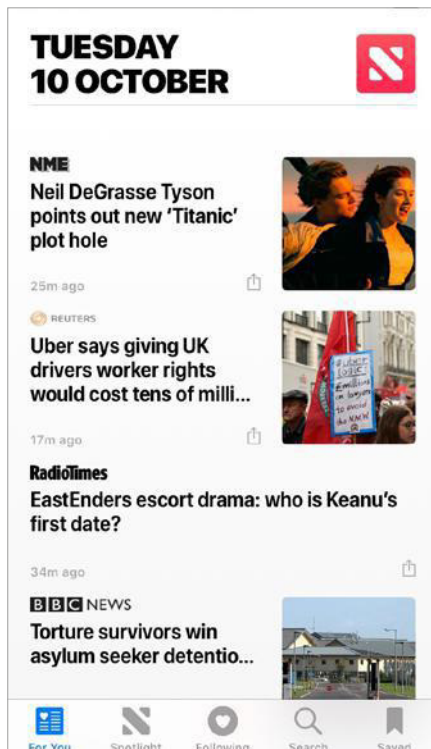 TUESDAY
10 OCTOBER
NME
Neil DeGrasse Tyson
points out new ‘Titanic’
plot hole
25m ago
REUTERS
Uber says giving UK
drivers worker rights
would cost tens of milli...
17m ago
RadioTimes
EastEnders escort drama: who is Keanu’s
first date?
34m ago
BBC NEWS
Torture survivors win
asylum seeker detentio...
For You Spotlight Following Search Saved